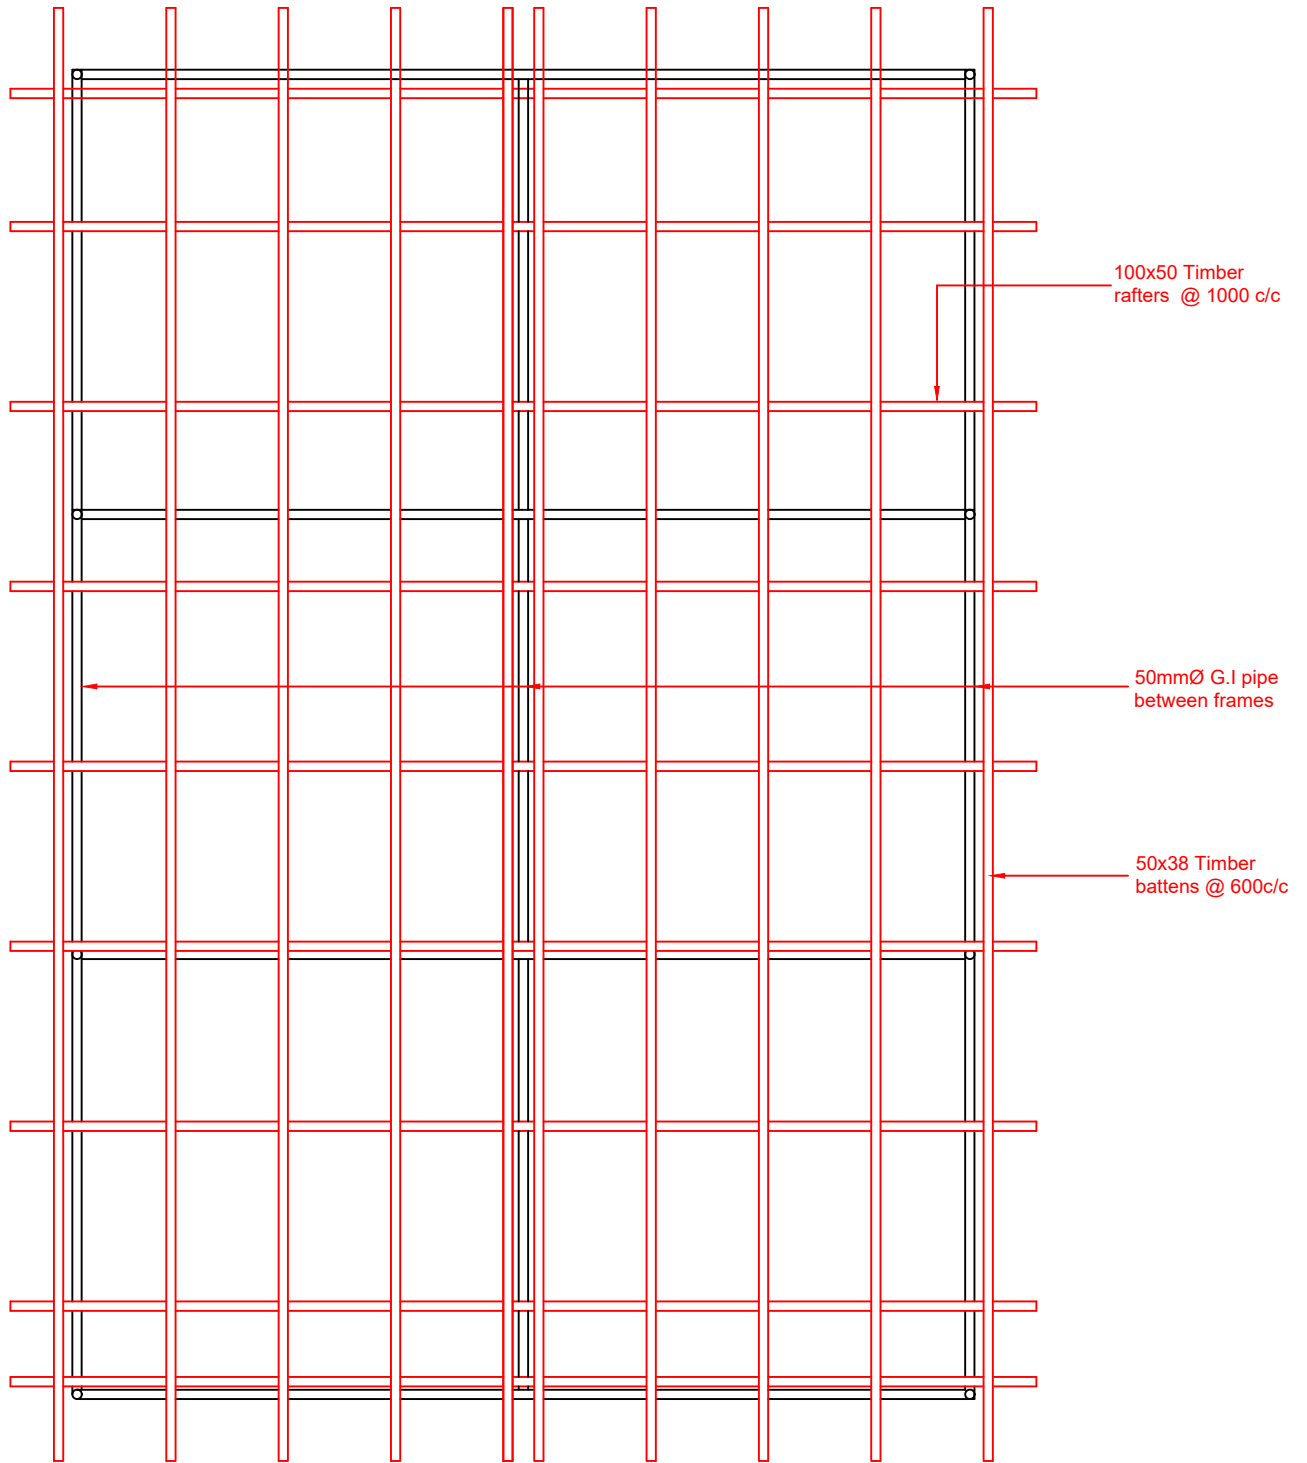 100x50 Timber
rafters @ 1000 c/c
50mmØ G.I pipe
between frames
50x38 Timber
battens @ 600c/c